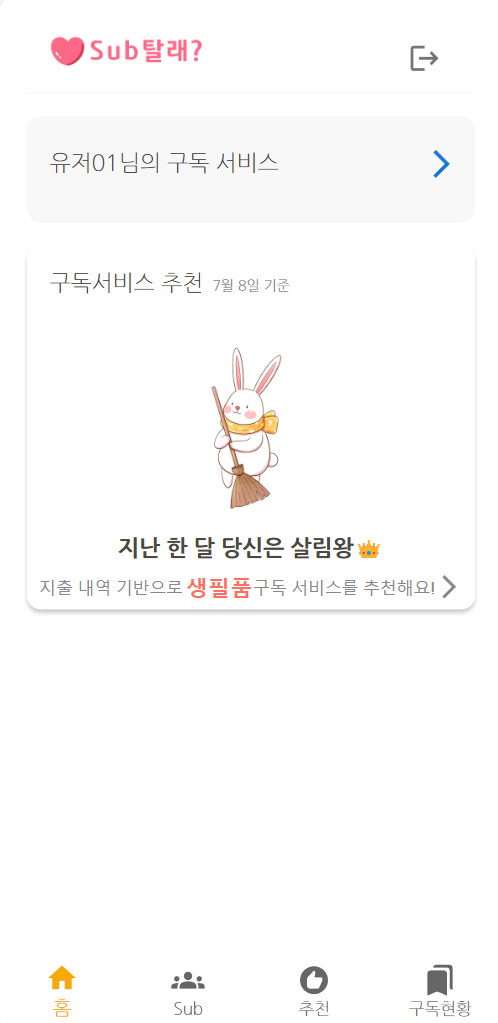 Sub탈래?
유저01님의 구독 서비스
구독서비스 추천 7월 8일 기준
지난 한 달 당신은 살림왕
지출 내역 기반으로 생필품구독 서비스를 추천해요!
홈 Sub 추천 구독현황